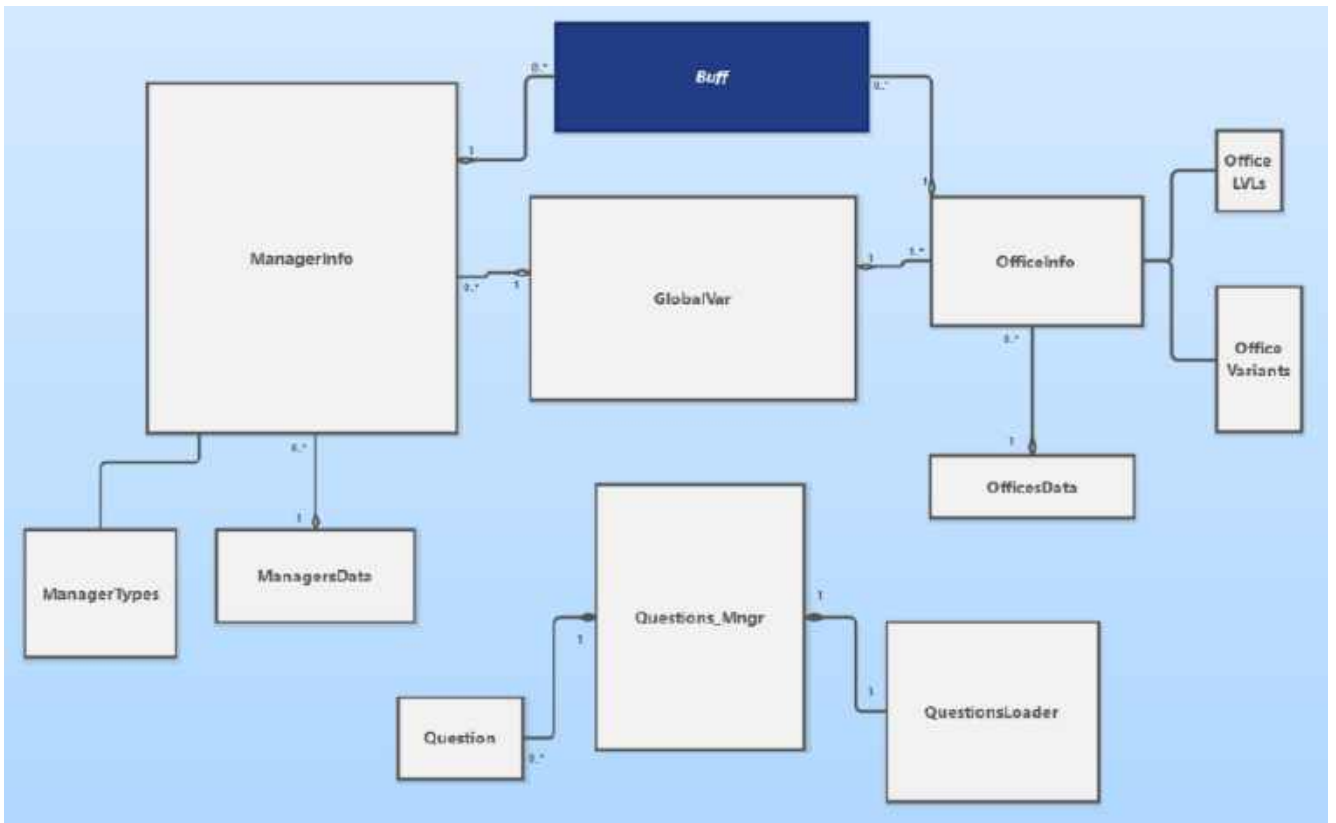 Buff
0..*
0..*
1
1
Office
LVLs
ManagerInfo
OfficeInfo
GlobalVar
0..*
1
1
Office
Variants
0..*
0..*
1
1
OfficesData
ManagerTypes
ManagersData
Questions_Mngr
1
1
1
QuestionsLoader
Question
0..*